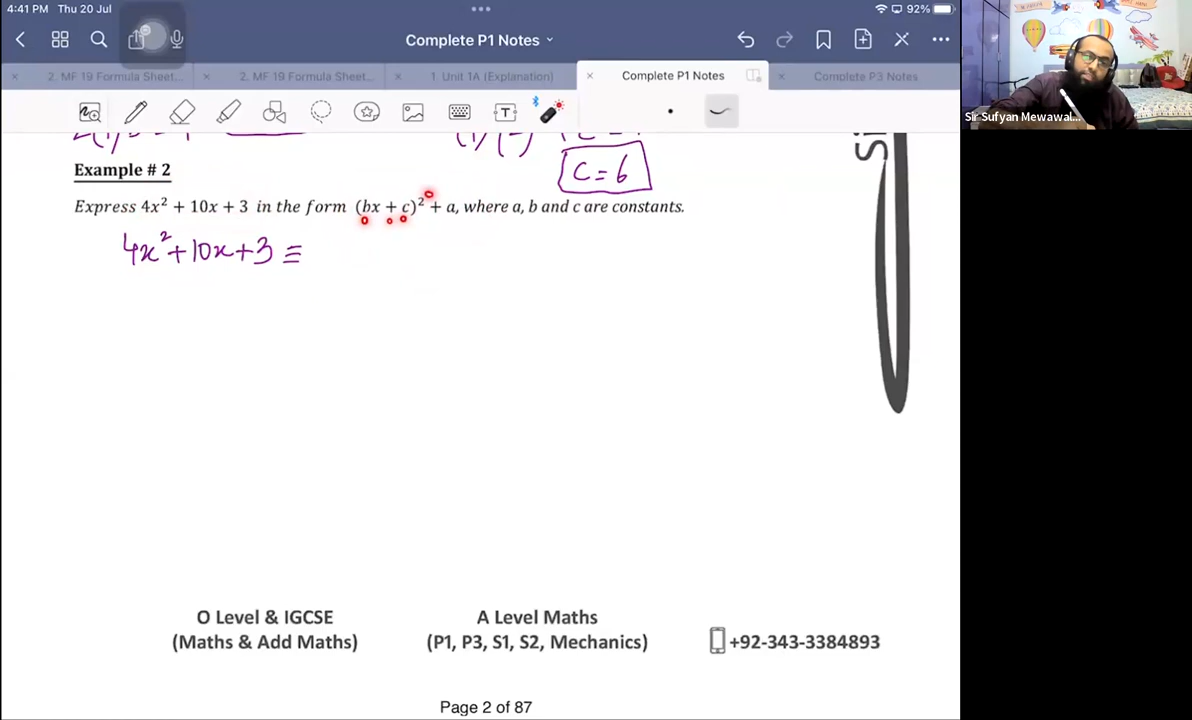 4:41 PM Thu 20 Jul
92%
Complete P1 Notes
2. MF 19 Formula Sheet...
2. MF 19 Formula Sheet...
1. Unit 1A (Explanation)
Complete P1 Notes
Complete P3 Notes
Sir Sufyan Mewawal...
C = 6
Example # 2
Express 4x² + 10x + 3 in the form (bx + c)² + a, where a, b and c are constants.
4x² + 10x + 3 ≡
O Level & IGCSE
(Maths & Add Maths)
A Level Maths
(P1, P3, S1, S2, Mechanics)
+92-343-3384893
Page 2 of 87